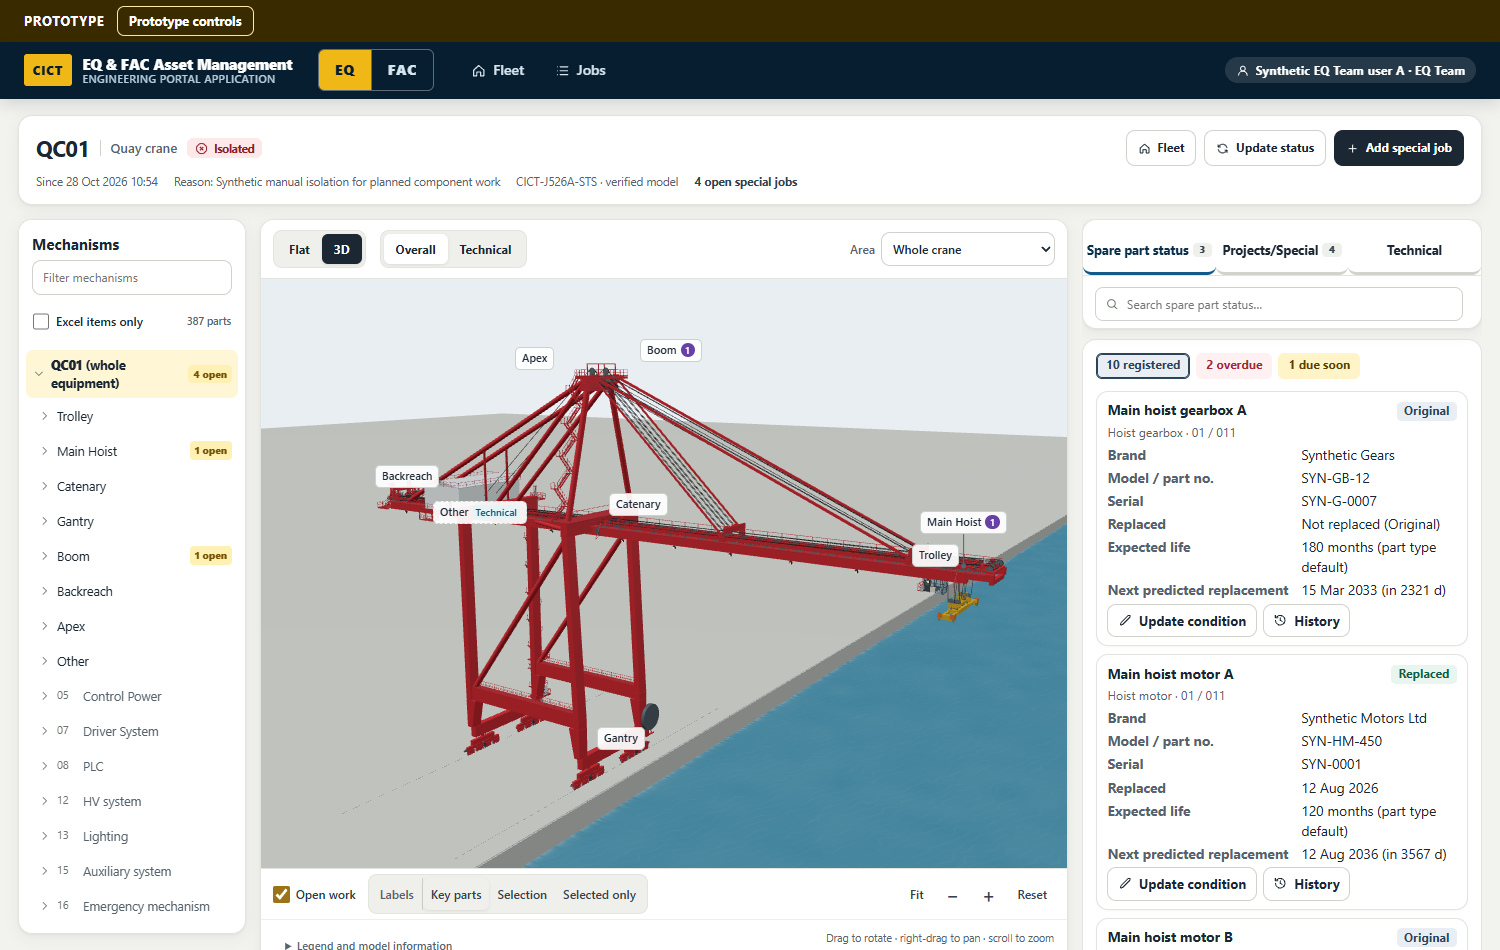 PROTOTYPE
Prototype controls
CICT
EQ & FAC Asset Management
ENGINEERING PORTAL APPLICATION
EQ
FAC
Fleet
Jobs
Synthetic EQ Team user A · EQ Team
QC01
Quay crane
Isolated
Fleet
Update status
Add special job
Since 28 Oct 2026 10:54
Reason: Synthetic manual isolation for planned component work
CICT-J526A-STS · verified model
4 open special jobs
Mechanisms
Filter mechanisms
Excel items only
387 parts
QC01 (whole
equipment)
4 open
Trolley
Main Hoist
1 open
Catenary
Gantry
Boom
1 open
Backreach
Apex
Other
05 Control Power
07 Driver System
08 PLC
12 HV system
13 Lighting
15 Auxiliary system
16 Emergency mechanism
Flat
3D
Overall
Technical
Area
Whole crane
Apex
Boom 1
Backreach
Other Technical
Catenary
Main Hoist 1
Trolley
Gantry
Open work
Labels
Key parts
Selection
Selected only
Fit
−
+
Reset
Legend and model information
Drag to rotate · right-drag to pan · scroll to zoom
Spare part status 3
Projects/Special 4
Technical
Search spare part status...
10 registered
2 overdue
1 due soon
Main hoist gearbox A
Original
Hoist gearbox · 01 / 011
Brand
Synthetic Gears
Model / part no.
SYN-GB-12
Serial
SYN-G-0007
Replaced
Not replaced (Original)
Expected life
180 months (part type
default)
Next predicted replacement
15 Mar 2033 (in 2321 d)
Update condition
History
Main hoist motor A
Replaced
Hoist motor · 01 / 011
Brand
Synthetic Motors Ltd
Model / part no.
SYN-HM-450
Serial
SYN-0001
Replaced
12 Aug 2026
Expected life
120 months (part type
default)
Next predicted replacement
12 Aug 2036 (in 3567 d)
Update condition
History
Main hoist motor B
Original